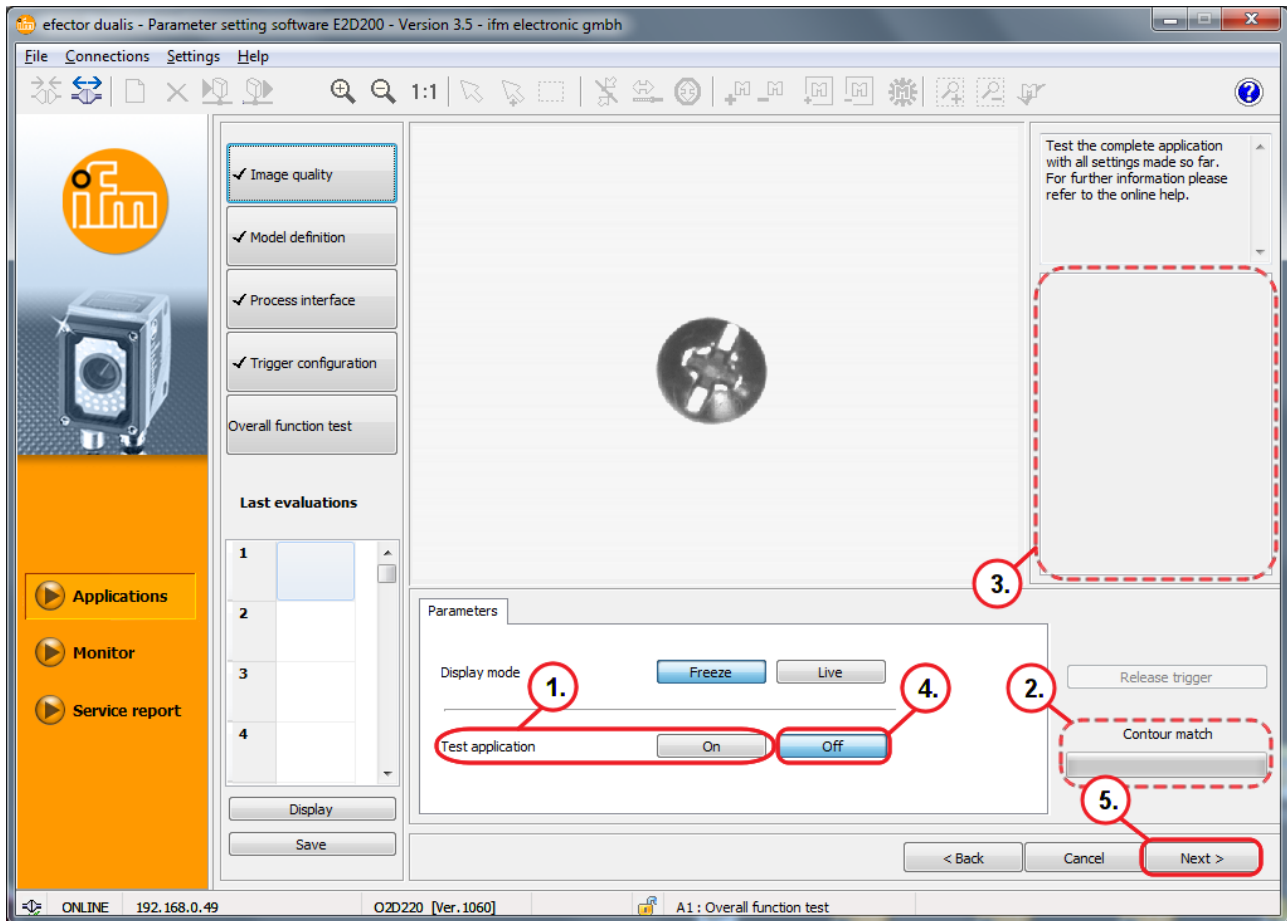 efector dualis - Parameter setting software E2D200 - Version 3.5 - ifm electronic gmbh
File Connections Settings Help
1:1
ifm
✓ Image quality
✓ Model definition
✓ Process interface
✓ Trigger configuration
Overall function test
Last evaluations
1
2
3
4
Display
Save
Applications
Monitor
Service report
Test the complete application
with all settings made so far.
For further information please
refer to the online help.
3.
Parameters
Display mode Freeze Live
1.
4.
2.
Test application On Off
Release trigger
Contour match
5.
< Back Cancel Next >
ONLINE 192.168.0.49 O2D220 [Ver.1060] A1 : Overall function test